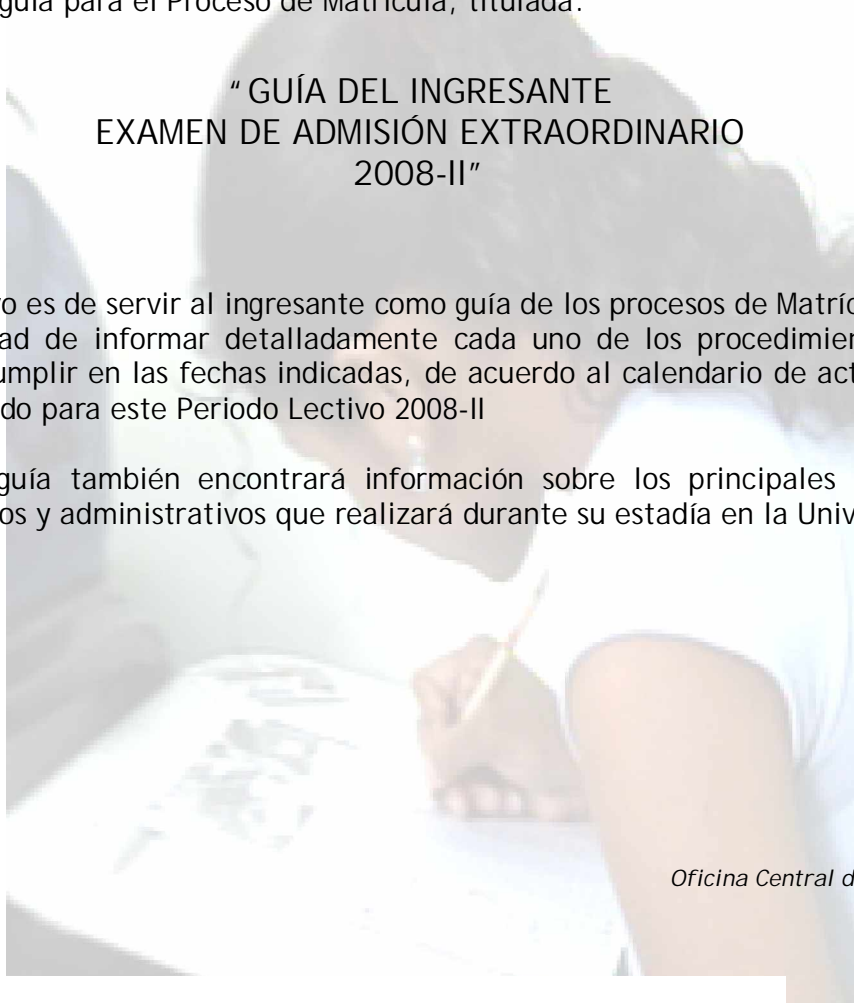 guía para el Proceso de Matrícula, titulada:
“ GUÍA DEL INGRESANTE
EXAMEN DE ADMISIÓN EXTRAORDINARIO
2008-II”
o es de servir al ingresante como guía de los procesos de Matríc
ad de informar detalladamente cada uno de los procedimien
umplir en las fechas indicadas, de acuerdo al calendario de act
do para este Periodo Lectivo 2008-II
guía también encontrará información sobre los principales
os y administrativos que realizará durante su estadía en la Univ
Oficina Central d